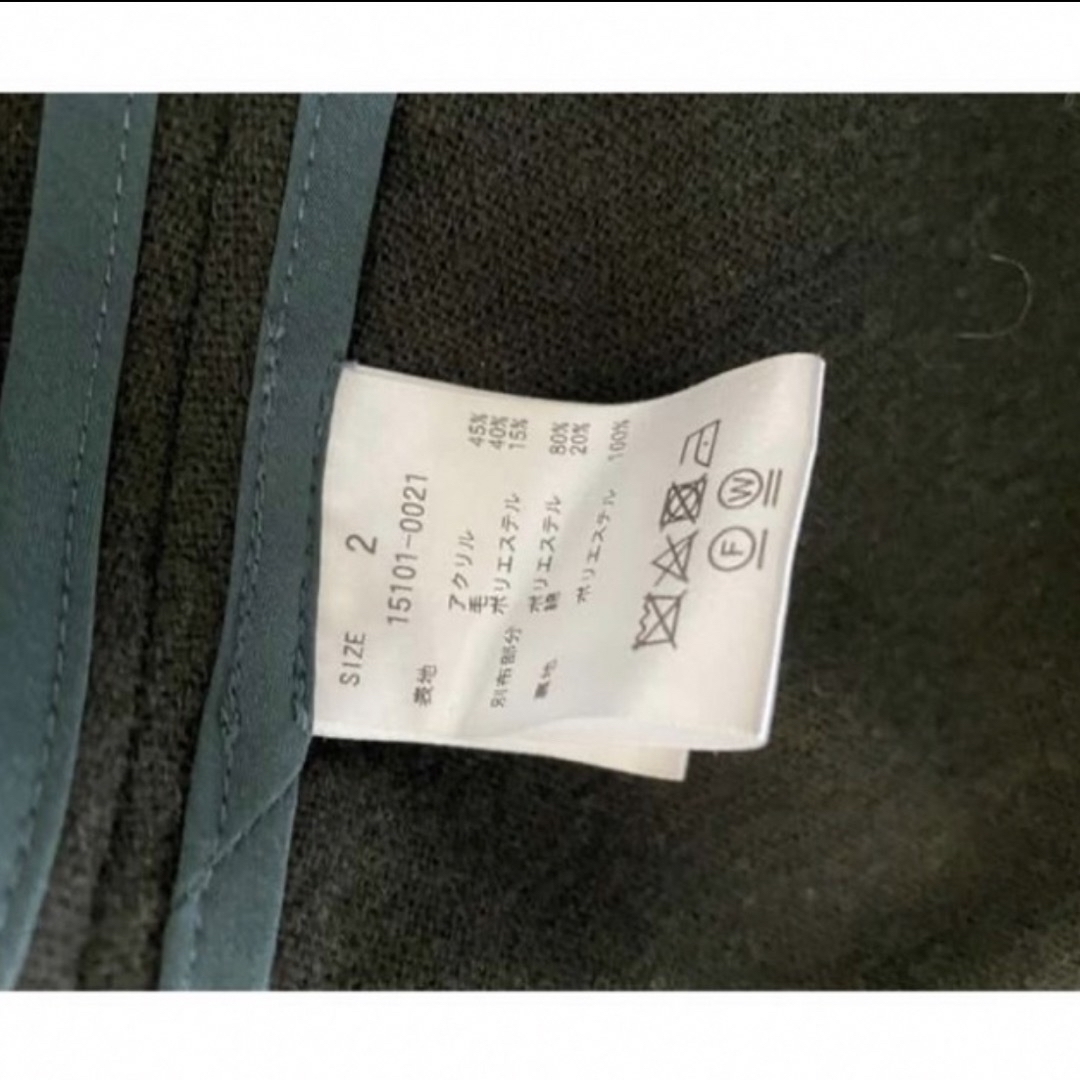 SIZE 2
15101-0021
表地
アクリル 45%
毛 40%
ポリエステル 15%
別布部分
ポリエステル 80%
綿 20%
裏地
ポリエステル 100%
F W